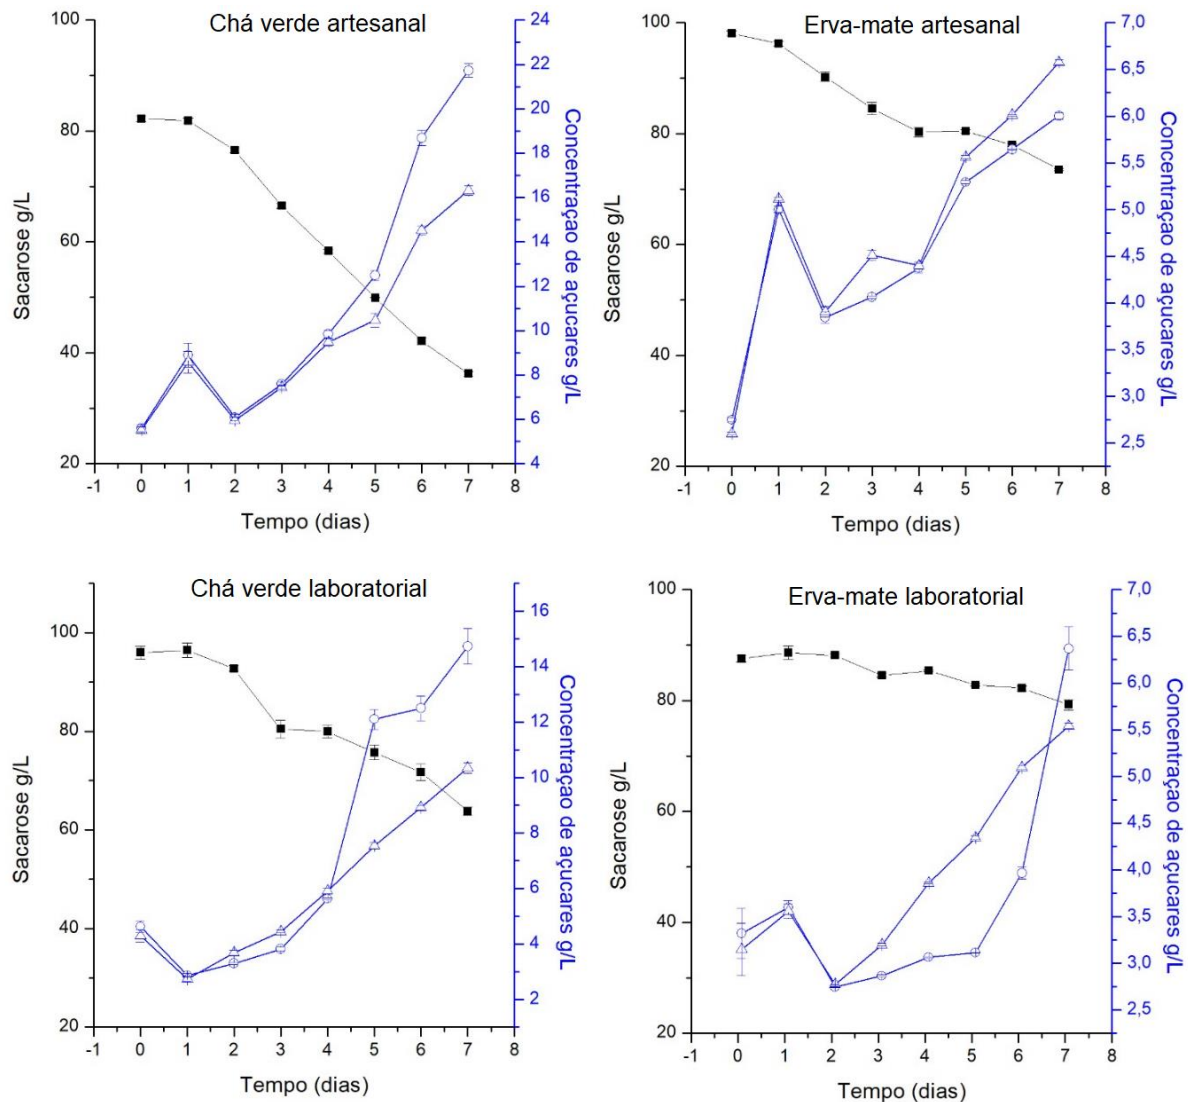 Chá verde artesanal
Sacarose g/L
100
80
60
40
20
24
22
20
18
16
14
12
10
8
6
4
Concentraçao de açucares g/L
-1 0 1 2 3 4 5 6 7 8
Tempo (dias)
Erva-mate artesanal
Sacarose g/L
100
80
60
40
20
7,0
6,5
6,0
5,5
5,0
4,5
4,0
3,5
3,0
2,5
Concentraçao de açucares g/L
-1 0 1 2 3 4 5 6 7 8
Tempo (dias)
Chá verde laboratorial
Sacarose g/L
100
80
60
40
20
16
14
12
10
8
6
4
2
Concentraçao de açucares g/L
-1 0 1 2 3 4 5 6 7 8
Tempo (dias)
Erva-mate laboratorial
Sacarose g/L
100
80
60
40
20
7,0
6,5
6,0
5,5
5,0
4,5
4,0
3,5
3,0
2,5
Concentraçao de açucares g/L
-1 0 1 2 3 4 5 6 7 8
Tempo (dias)